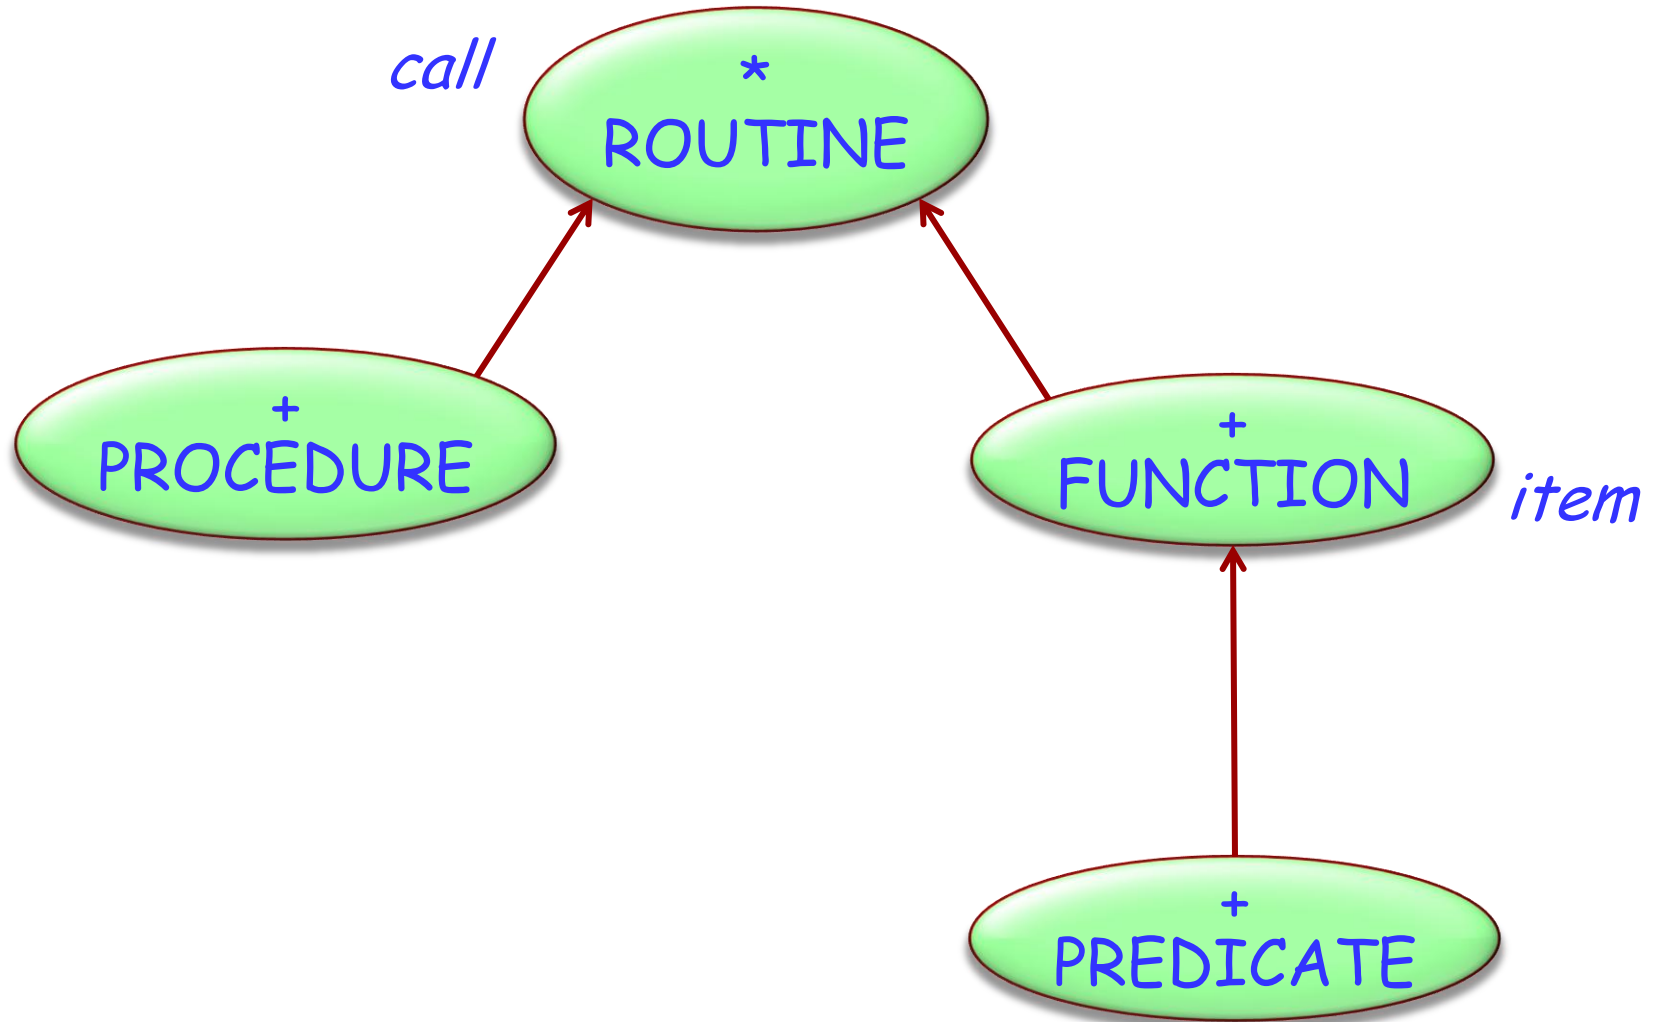 call
*
ROUTINE
+
PROCEDURE
+
FUNCTION
item
+
PREDICATE